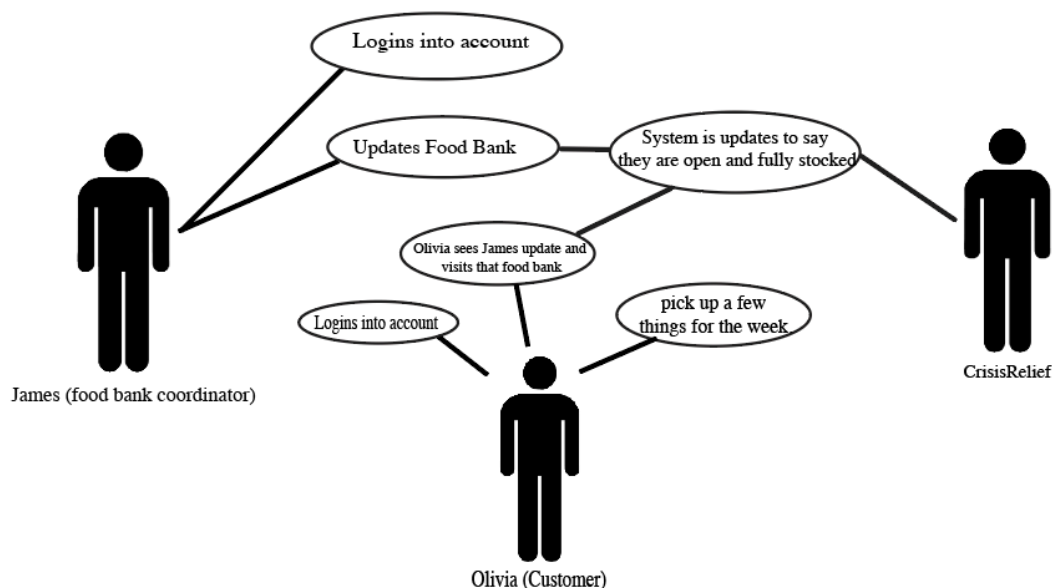 Logins into account
Updates Food Bank
System is updates to say
they are open and fully stocked
Olivia sees James update and
visits that food bank
Logins into account
pick up a few
things for the week
James (food bank coordinator)
CrisisRelief
Olivia (Customer)